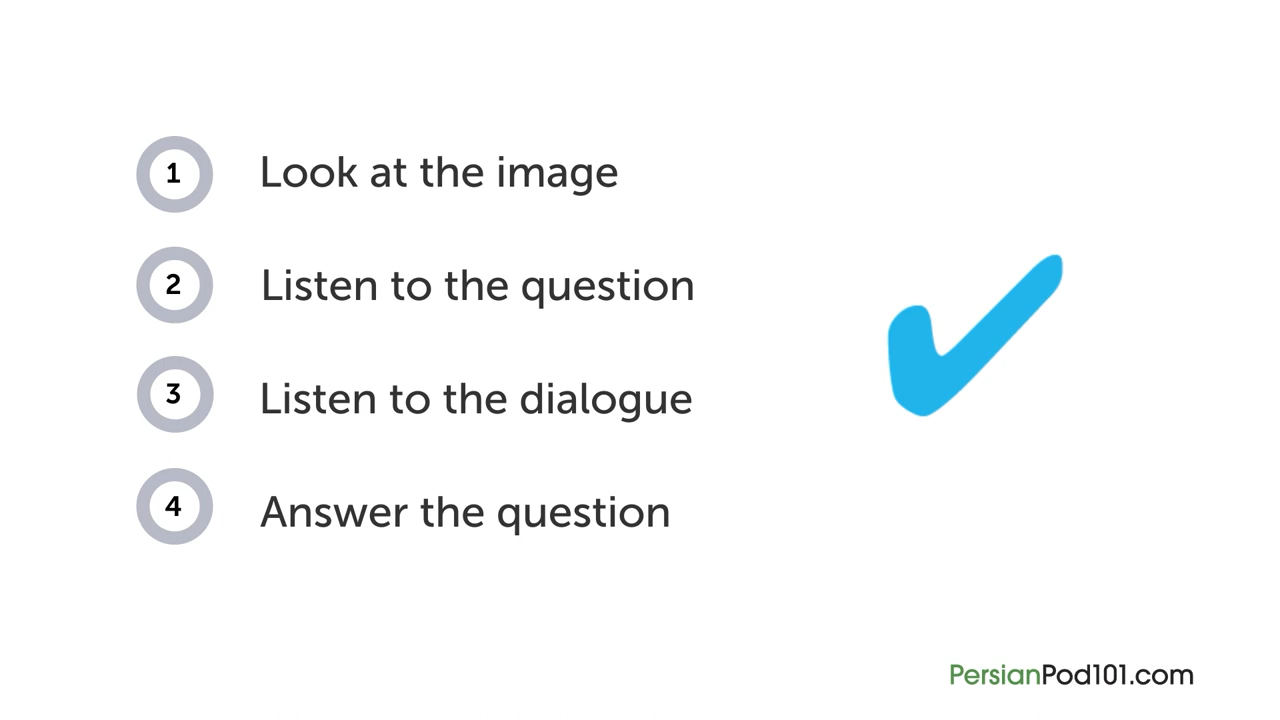 1 Look at the image
2 Listen to the question
3 Listen to the dialogue
4 Answer the question
PersianPod101.com